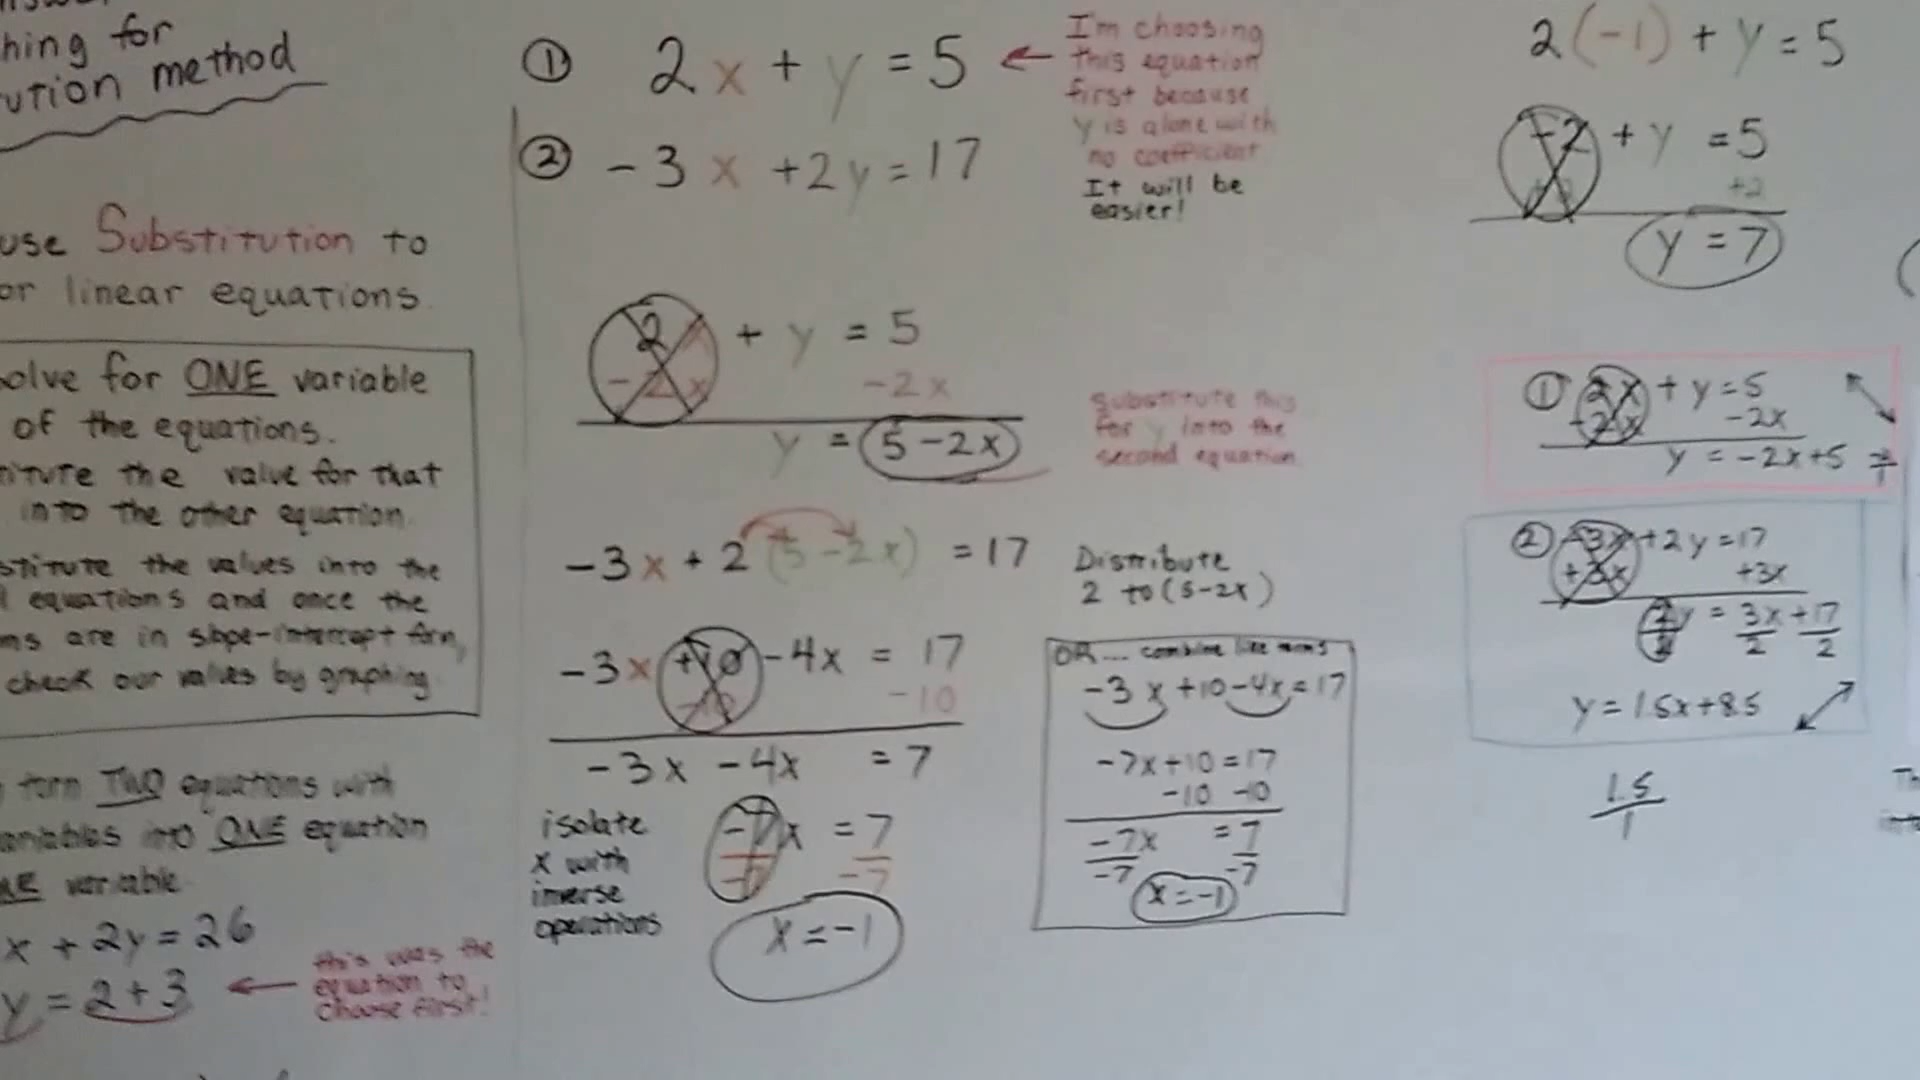 hing for
ution method
use Substitution to
or linear equations.
olve for ONE variable
of the equations.
titute the value for that
into the other equation.
stitute the values into the
equations and once the
ms are in slope-intercept form,
check our values by graphing.
form TWO equations with
ariables into ONE equation
variable.
x + 2y = 26
y = 2 + 3
this was the
equation to
choose first!
① 2x + y = 5
② -3x + 2y = 17
I'm choosing
this equation
first because
y is alone with
no coefficient
It will be
easier!
2x + y = 5
-2x -2x
y = 5 - 2x
substitute this
for y into the
second equation.
-3x + 2(5 - 2x) = 17
Distribute
2 to (5-2x)
-3x +10 - 4x = 17
-10 -10
-3x - 4x = 7
isolate
x with
inverse
operations
-7x = 7
-7 -7
x = -1
OR.... combine like terms
-3x + 10 - 4x = 17
-7x + 10 = 17
-10 -10
-7x = 7
-7 -7
x = -1
2(-1) + y = 5
-2 + y = 5
+2 +2
y = 7
① 2x + y = 5
-2x -2x
y = -2x + 5
② -3x + 2y = 17
+3x +3x
2y = 3x + 17
2 2 2
y = 1.5x + 8.5
1.5
1